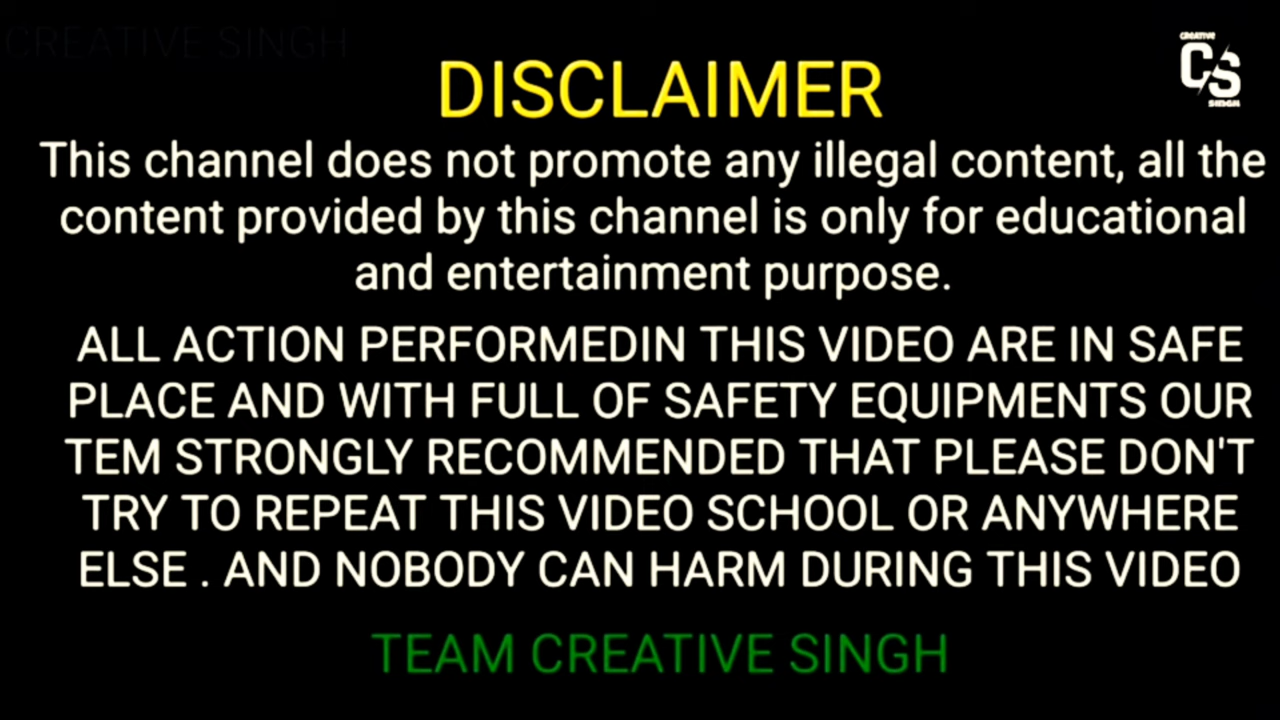 CREATIVE SINGH
CREATIVE
CS
SINGH
DISCLAIMER
This channel does not promote any illegal content, all the
content provided by this channel is only for educational
and entertainment purpose.
ALL ACTION PERFORMEDIN THIS VIDEO ARE IN SAFE
PLACE AND WITH FULL OF SAFETY EQUIPMENTS OUR
TEM STRONGLY RECOMMENDED THAT PLEASE DON'T
TRY TO REPEAT THIS VIDEO SCHOOL OR ANYWHERE
ELSE . AND NOBODY CAN HARM DURING THIS VIDEO
TEAM CREATIVE SINGH